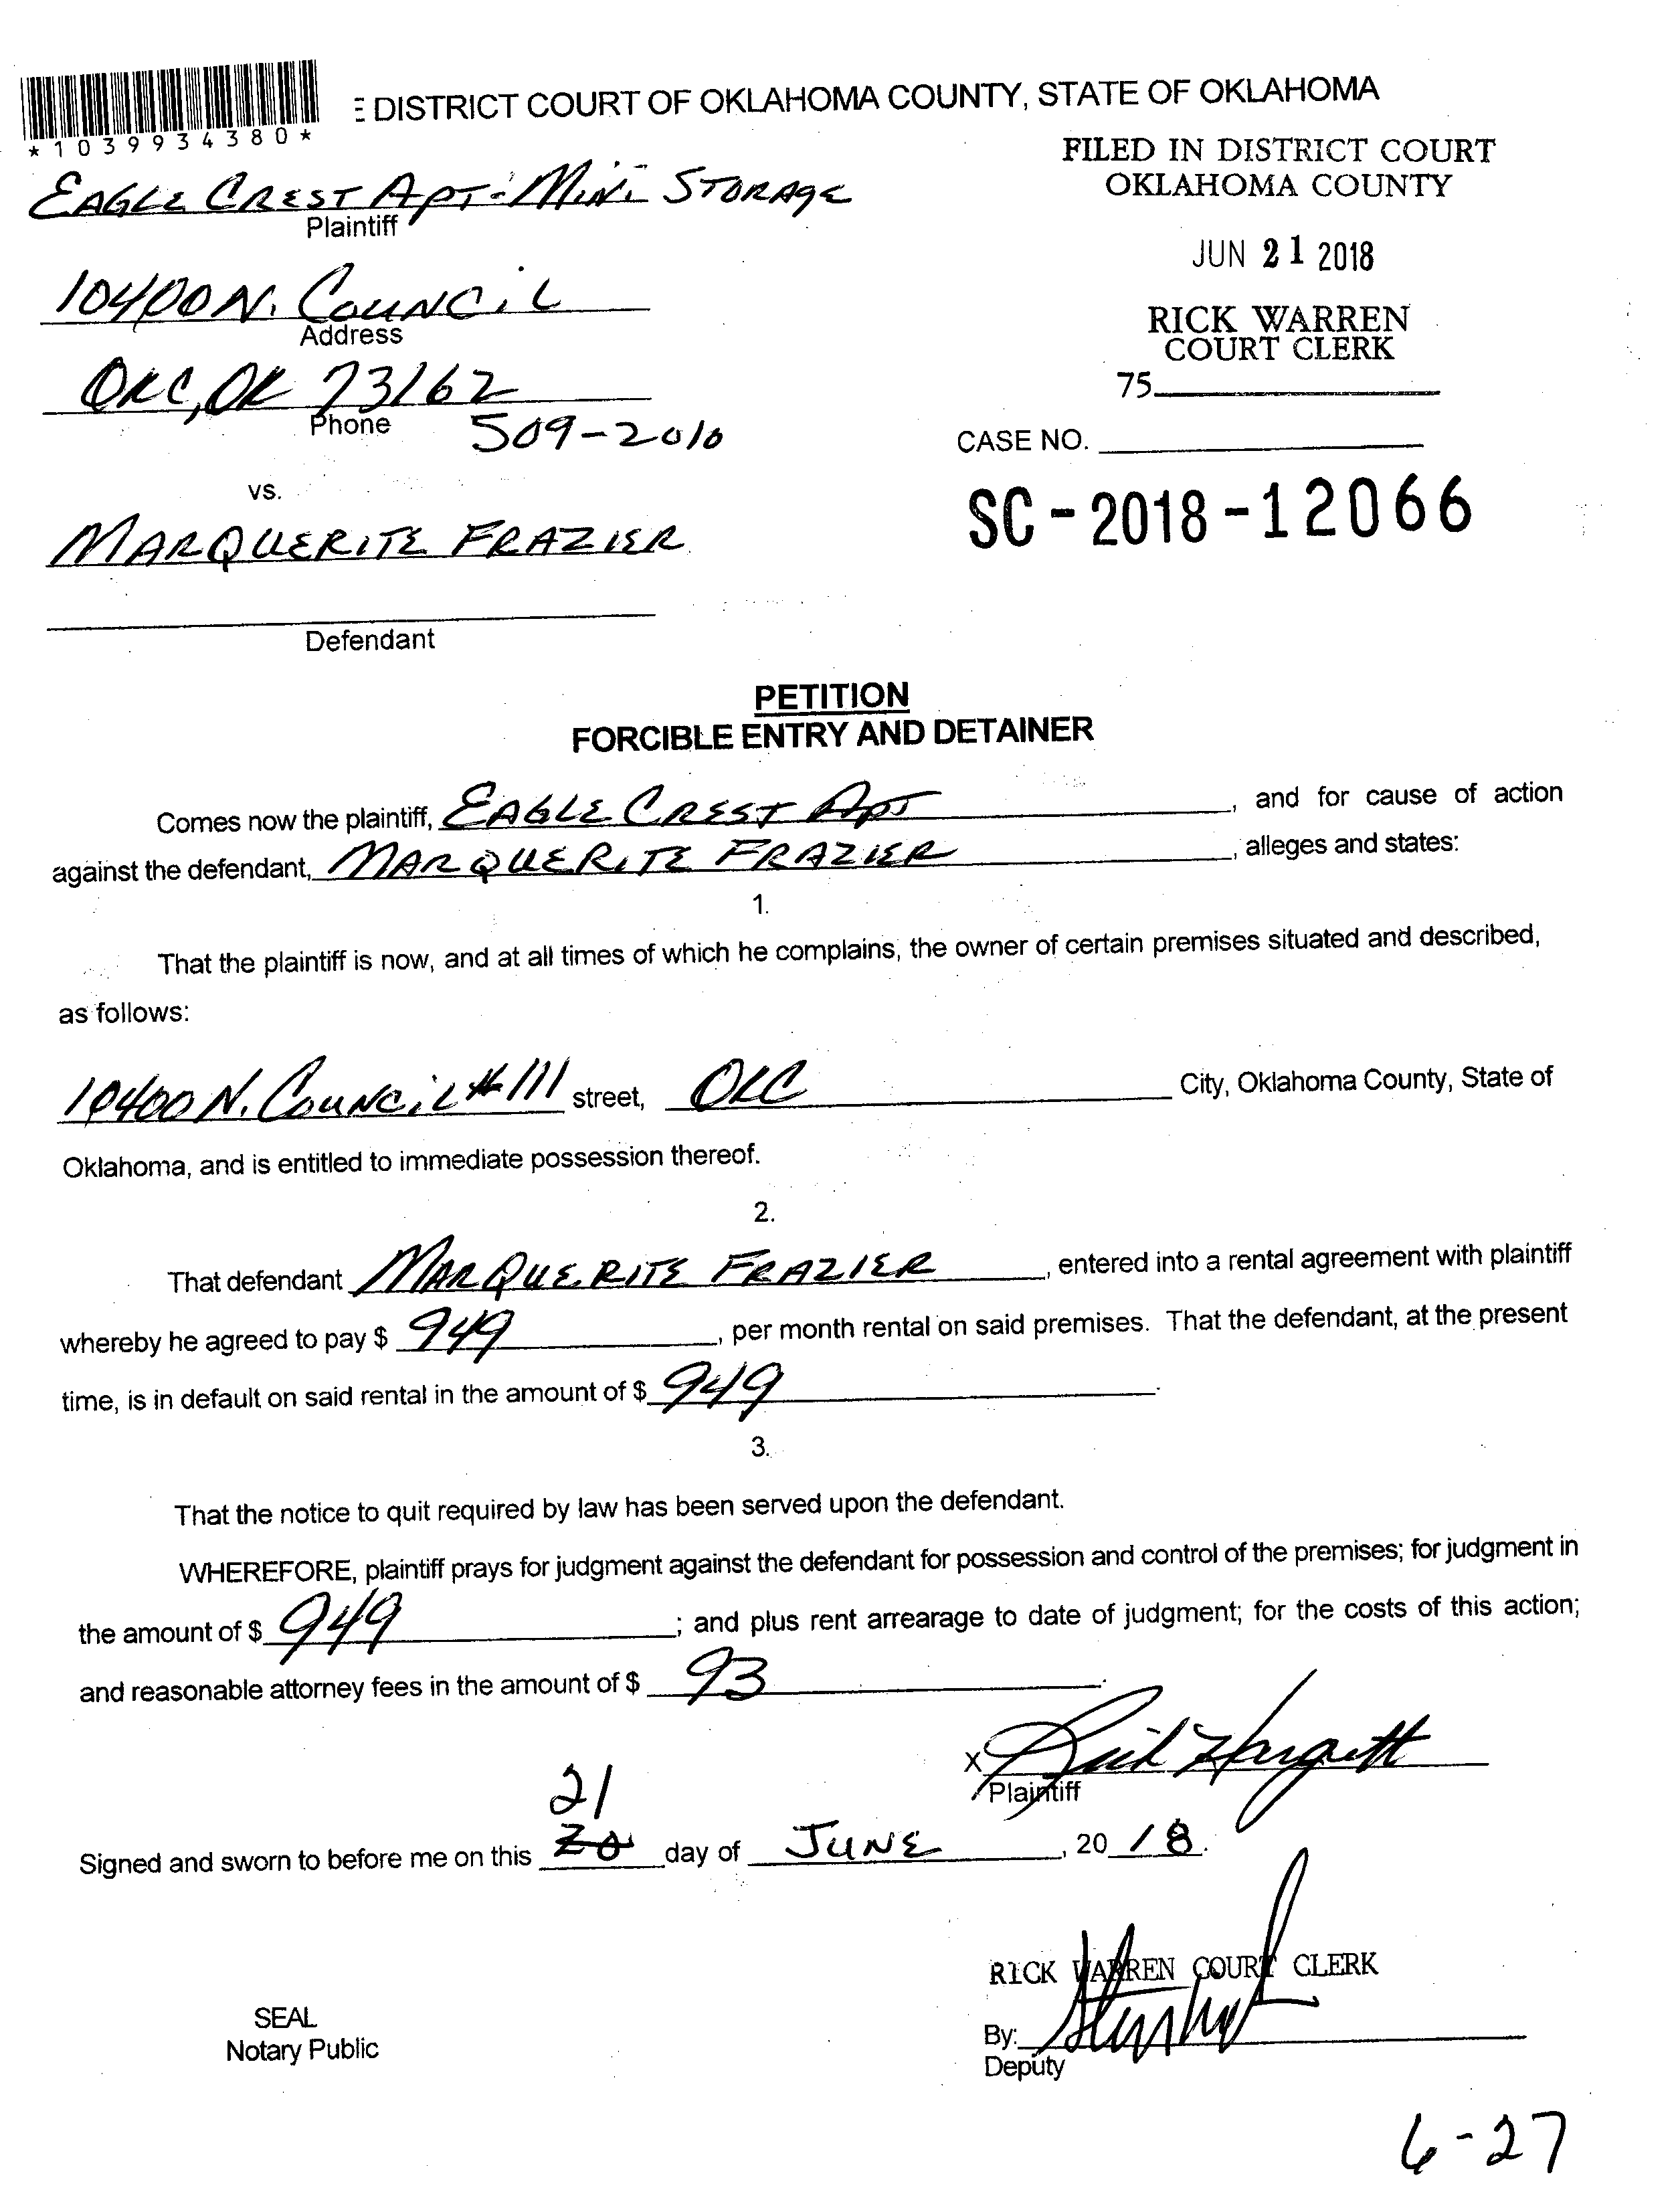 *1039934380*
E DISTRICT COURT OF OKLAHOMA COUNTY, STATE OF OKLAHOMA
FILED IN DISTRICT COURT
OKLAHOMA COUNTY
JUN 21 2018
RICK WARREN
COURT CLERK
75
CASE NO.
SC-2018-12066
EAGLE CREST APT-MINI STORAGE
Plaintiff
10400 N. COUNCIL
Address
OKC, OK 73162
Phone 509-2010
vs.
MARQUERITE FRAZIER
Defendant
PETITION
FORCIBLE ENTRY AND DETAINER
Comes now the plaintiff, EAGLE CREST APT, and for cause of action
against the defendant, MARQUERITE FRAZIER, alleges and states:
1.
That the plaintiff is now, and at all times of which he complains, the owner of certain premises situated and described,
as follows:
10400 N. COUNCIL #111 street, OKC City, Oklahoma County, State of
Oklahoma, and is entitled to immediate possession thereof.
2.
That defendant MARQUERITE FRAZIER, entered into a rental agreement with plaintiff
whereby he agreed to pay $ 949, per month rental on said premises. That the defendant, at the present
time, is in default on said rental in the amount of $ 949.
3.
That the notice to quit required by law has been served upon the defendant.
WHEREFORE, plaintiff prays for judgment against the defendant for possession and control of the premises; for judgment in
the amount of $ 949; and plus rent arrearage to date of judgment; for the costs of this action;
and reasonable attorney fees in the amount of $ 93.
X
Plaintiff
21
Signed and sworn to before me on this 20 day of JUNE, 20 18.
RICK WARREN COURT CLERK
SEAL
Notary Public
By:
Deputy
6-27